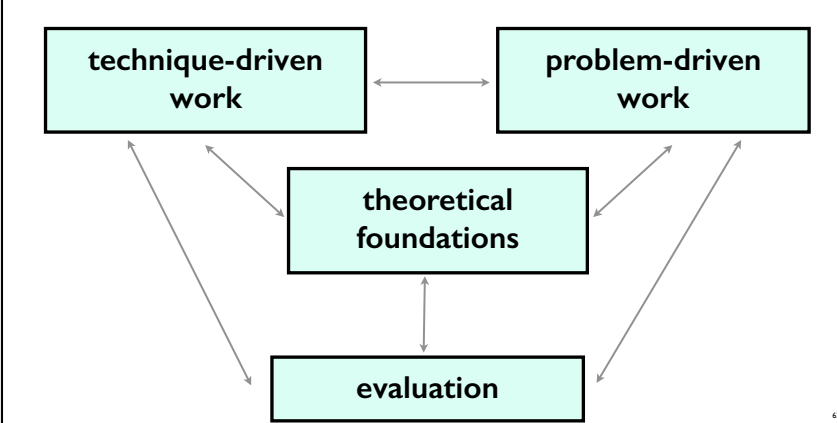 technique-driven
work
problem-driven
work
theoretical
foundations
evaluation
6